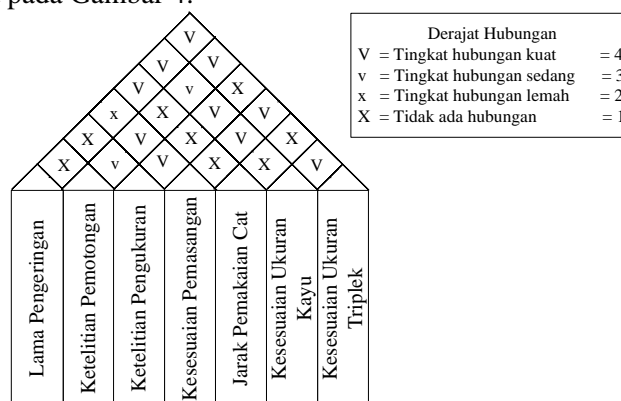 pada Gambar 4.
V
V V
V v X
x X V V
X V X V X
X v V X X V
Lama Pengeringan
Ketelitian Pemotongan
Ketelitian Pengukuran
Kesesuaian Pemasangan
Jarak Pemakaian Cat
Kesesuaian Ukuran
Kayu
Kesesuaian Ukuran
Triplek
Derajat Hubungan
V = Tingkat hubungan kuat = 4
v = Tingkat hubungan sedang = 3
x = Tingkat hubungan lemah = 2
X = Tidak ada hubungan = 1